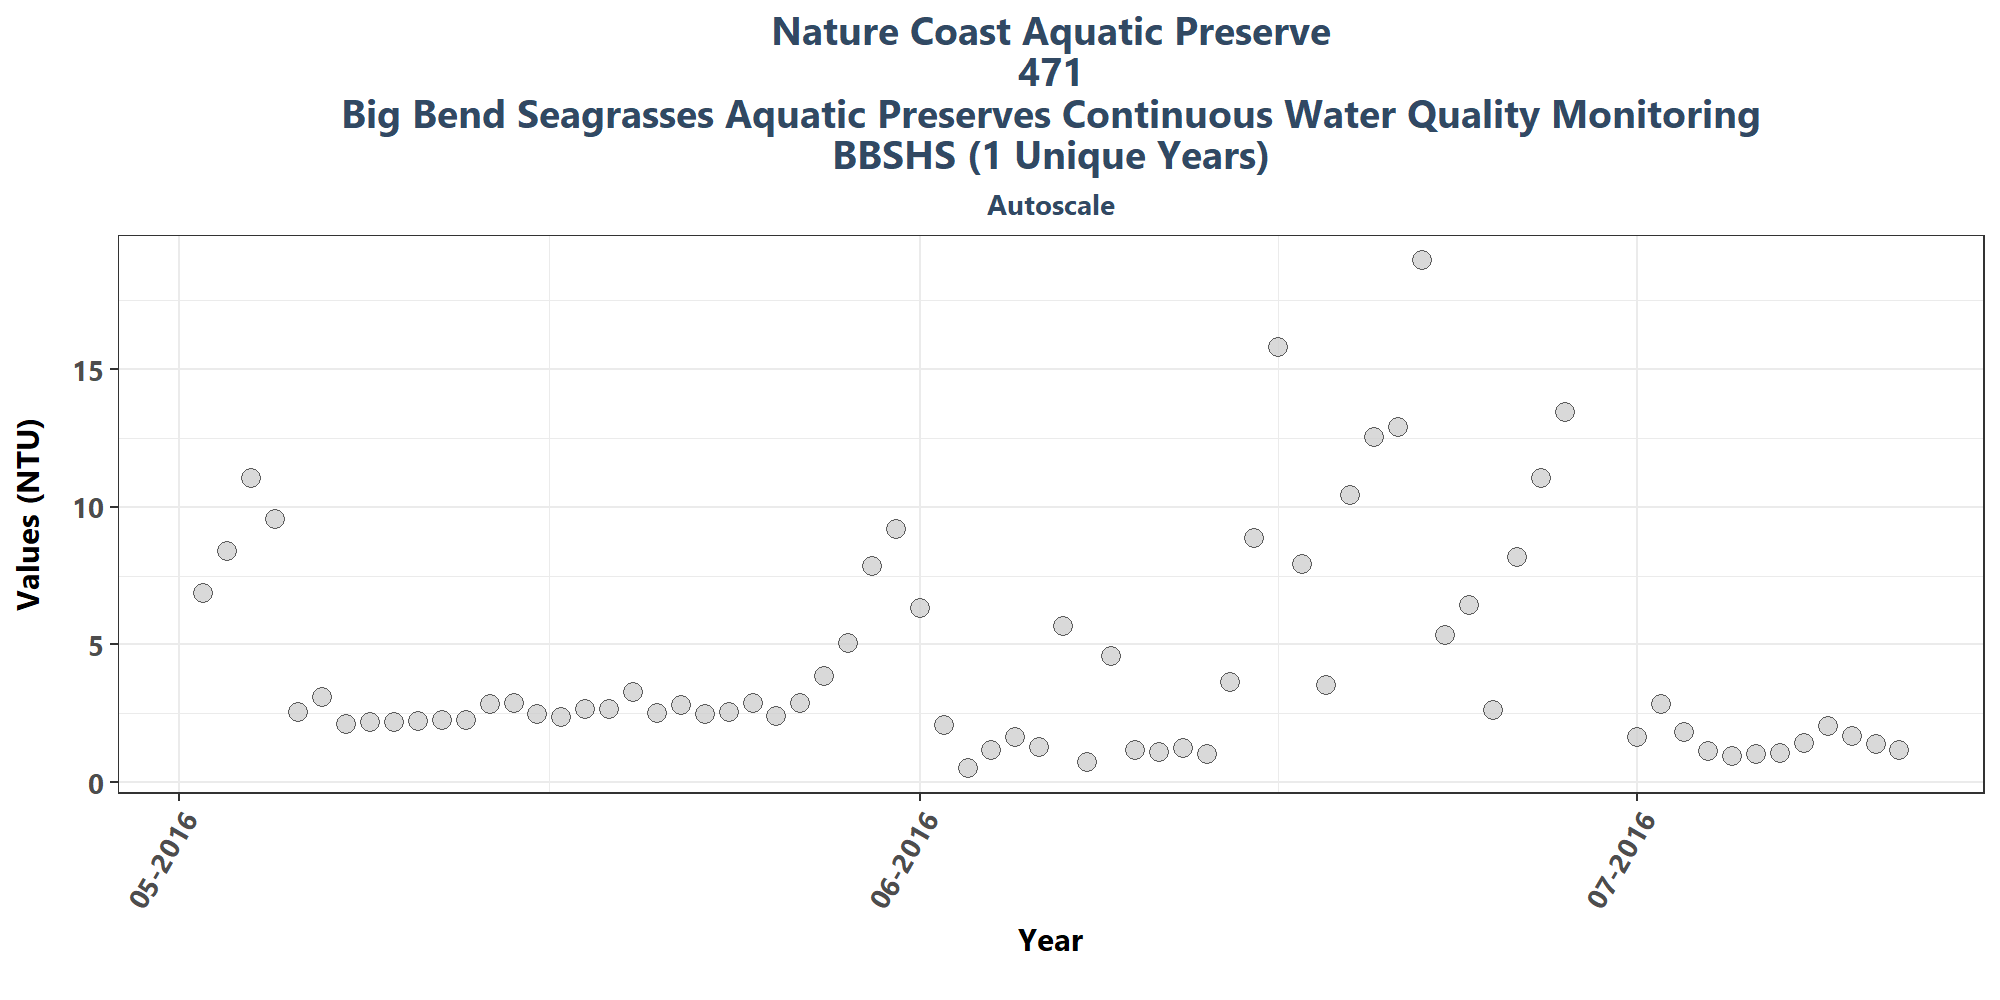 Nature Coast Aquatic Preserve
471
Big Bend Seagrasses Aquatic Preserves Continuous Water Quality Monitoring
BBSHS (1 Unique Years)
Autoscale
Values (NTU)
15
10
5
0
05-2016
06-2016
07-2016
Year